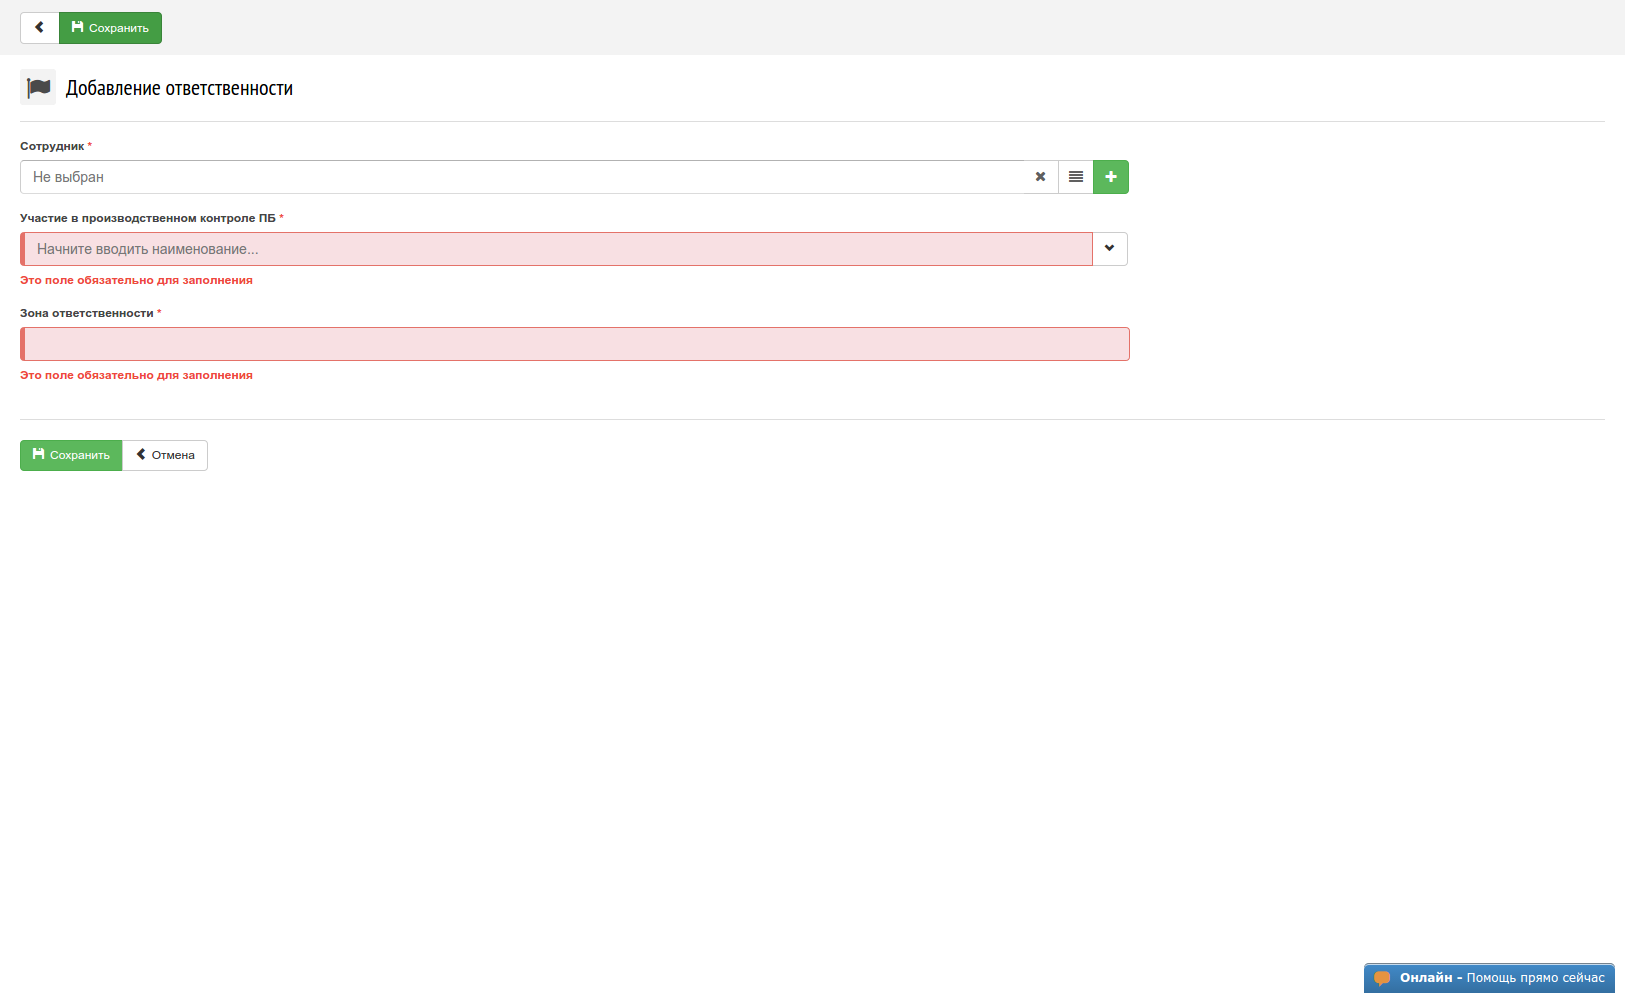 Сохранить
Добавление ответственности
Сотрудник *
Не выбран
Участие в производственном контроле ПБ *
Начните вводить наименование...
Это поле обязательно для заполнения
Зона ответственности *
Это поле обязательно для заполнения
Сохранить Отмена
Онлайн - Помощь прямо сейчас